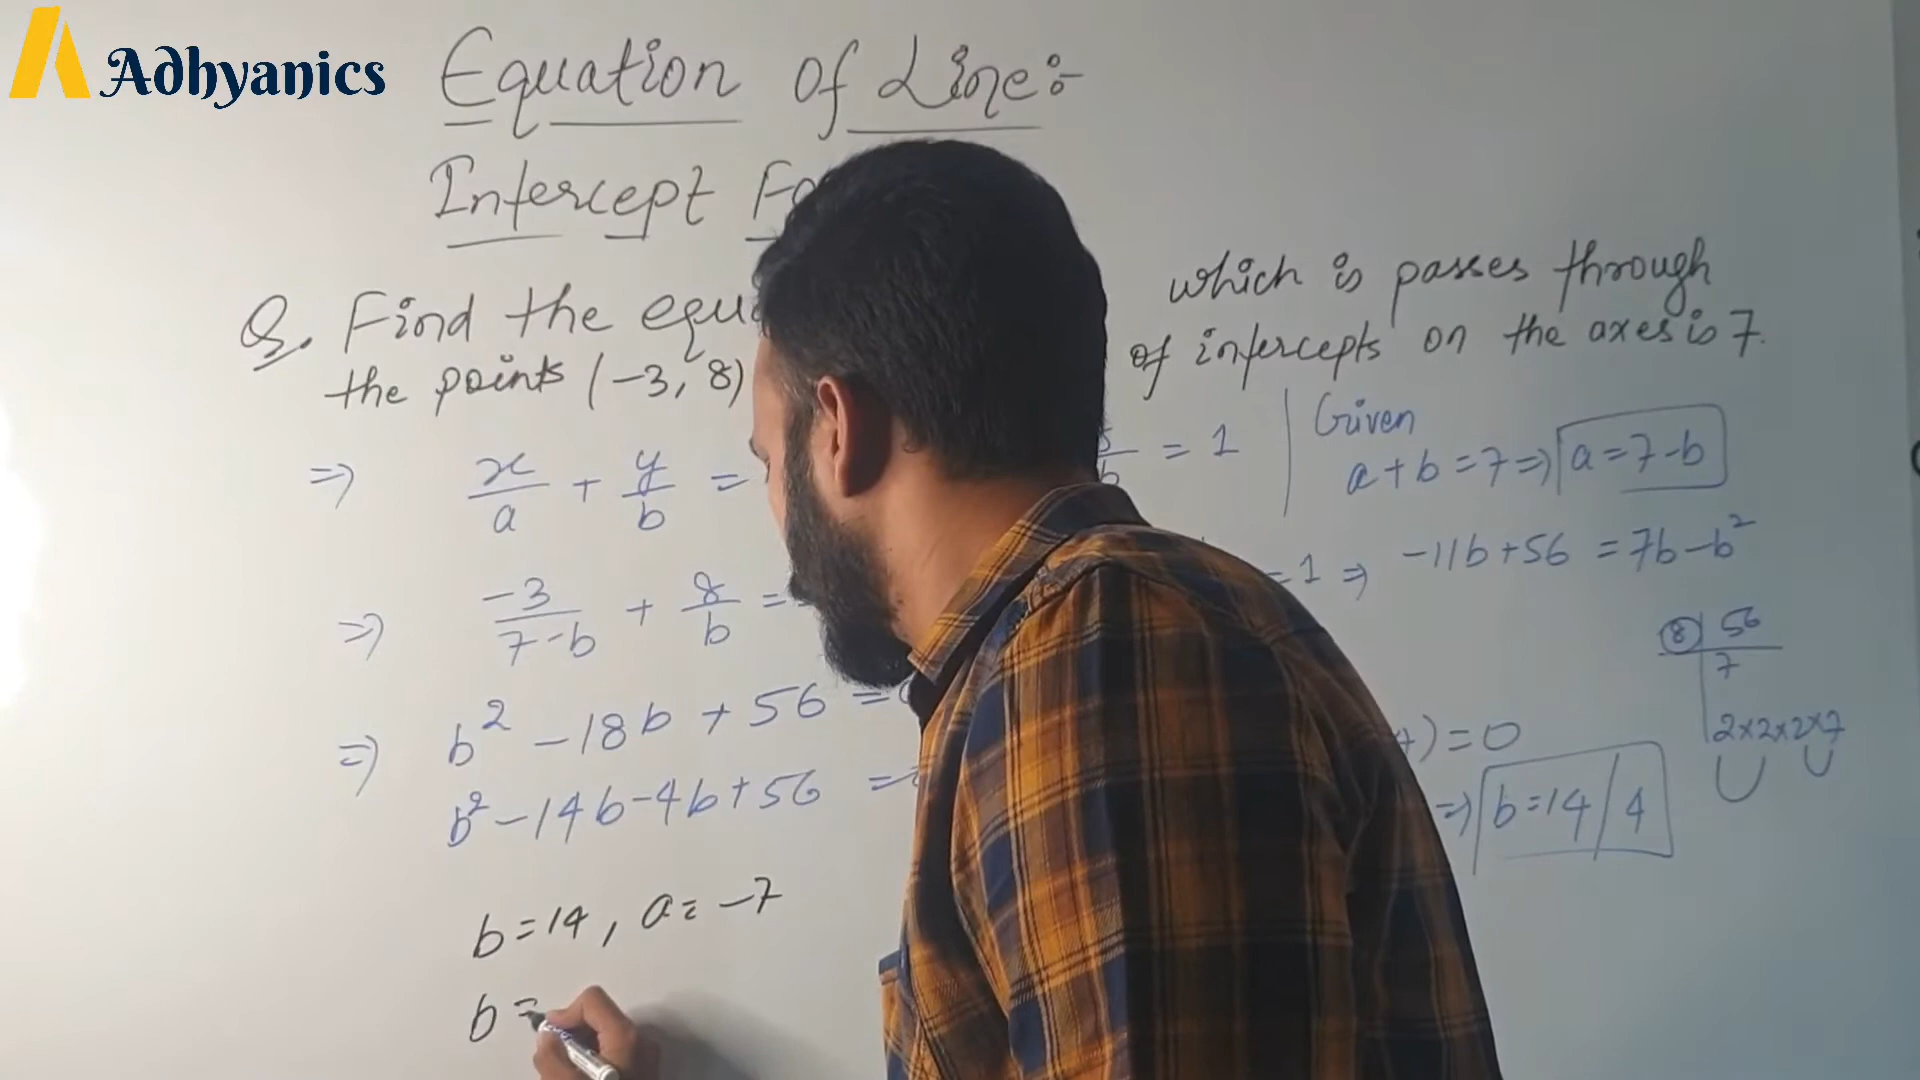 Adhyanics
Equation of Line:-
Intercept
Q. Find the which is passes through
the points (-3, 8) of intercepts on the axes is 7.
=> x/a + y/b = = 1 | Given
a + b = 7 => a = 7-b
=> -3/7-b + 8/b = =1 => -11b+56 = 7b-b²
8 | 56
7
=> b² - 18b + 56 = ) = 0
2×2×2×7
b² - 14b - 4b + 56 = => b = 14 / 4
b = 14, a = -7
b =